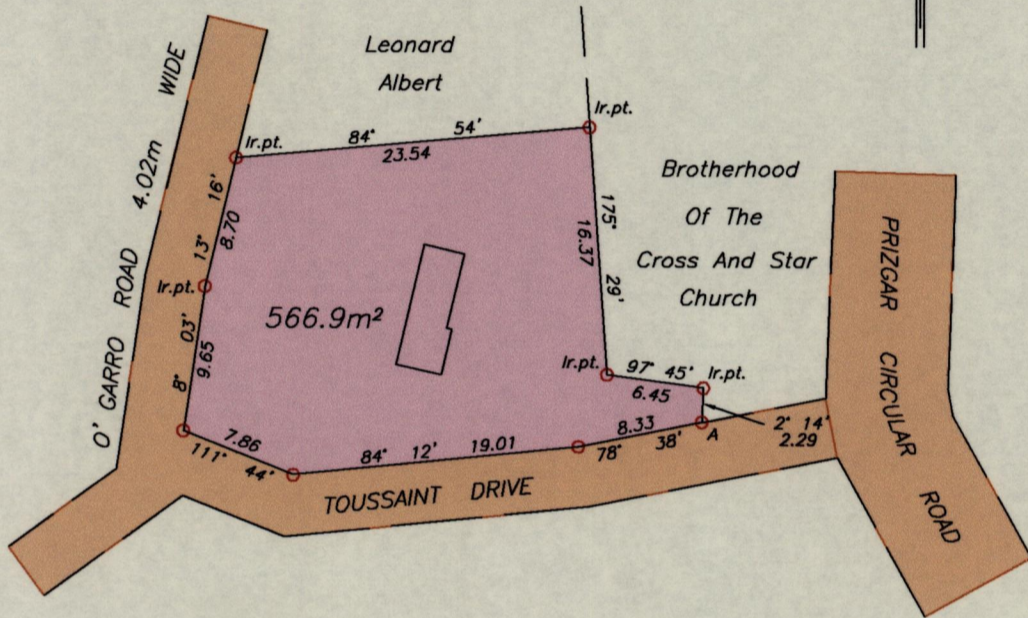 Leonard
Albert
O' GARRO ROAD 4.02m WIDE
Ir.pt.
84° 54'
23.54
Ir.pt.
Brotherhood
Of The
Cross And Star
Church
13° 16'
8.70
Ir.pt.
8° 03'
9.65
566.9m²
175° 29'
16.37
Ir.pt.
97° 45'
6.45
Ir.pt.
2° 14'
2.29
A
7.86
111° 44'
84° 12' 19.01
8.33
78° 38'
TOUSSAINT DRIVE
PRIZGAR CIRCULAR ROAD